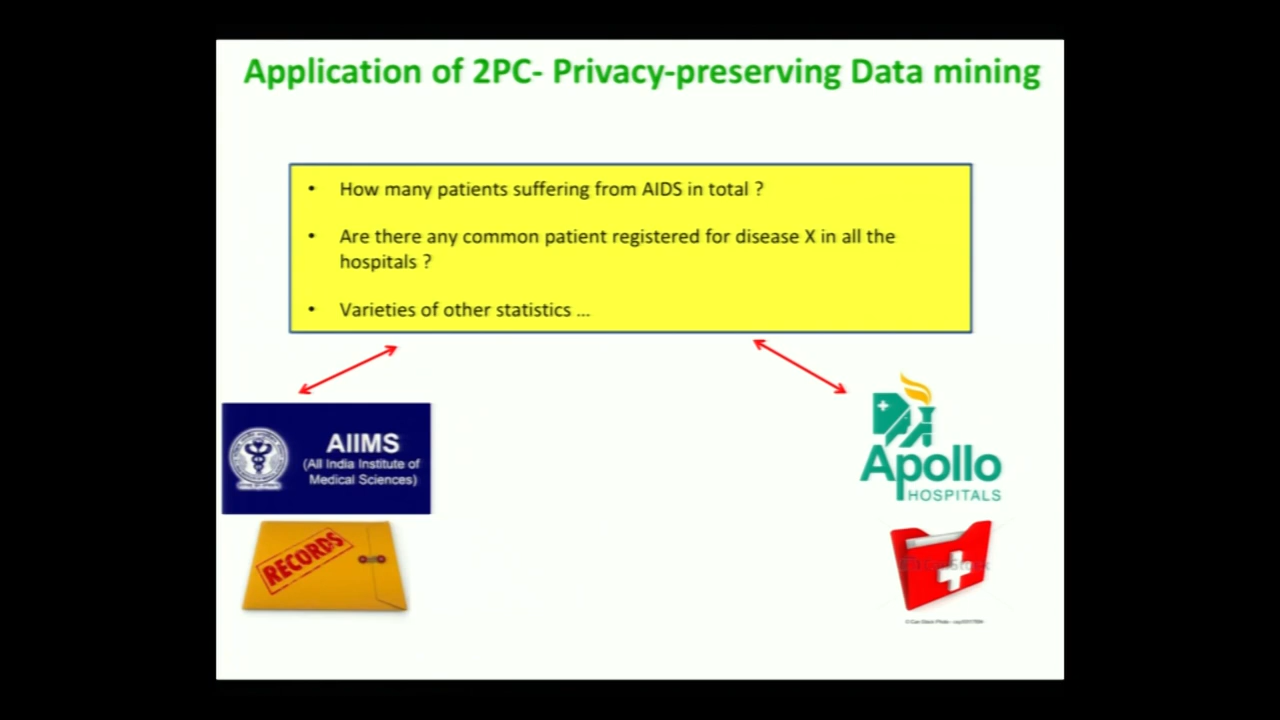 Application of 2PC- Privacy-preserving Data mining
• How many patients suffering from AIDS in total ?
• Are there any common patient registered for disease X in all the
hospitals ?
• Varieties of other statistics ...
AIIMS
(All India Institute of
Medical Sciences)
Apollo
HOSPITALS
RECORDS